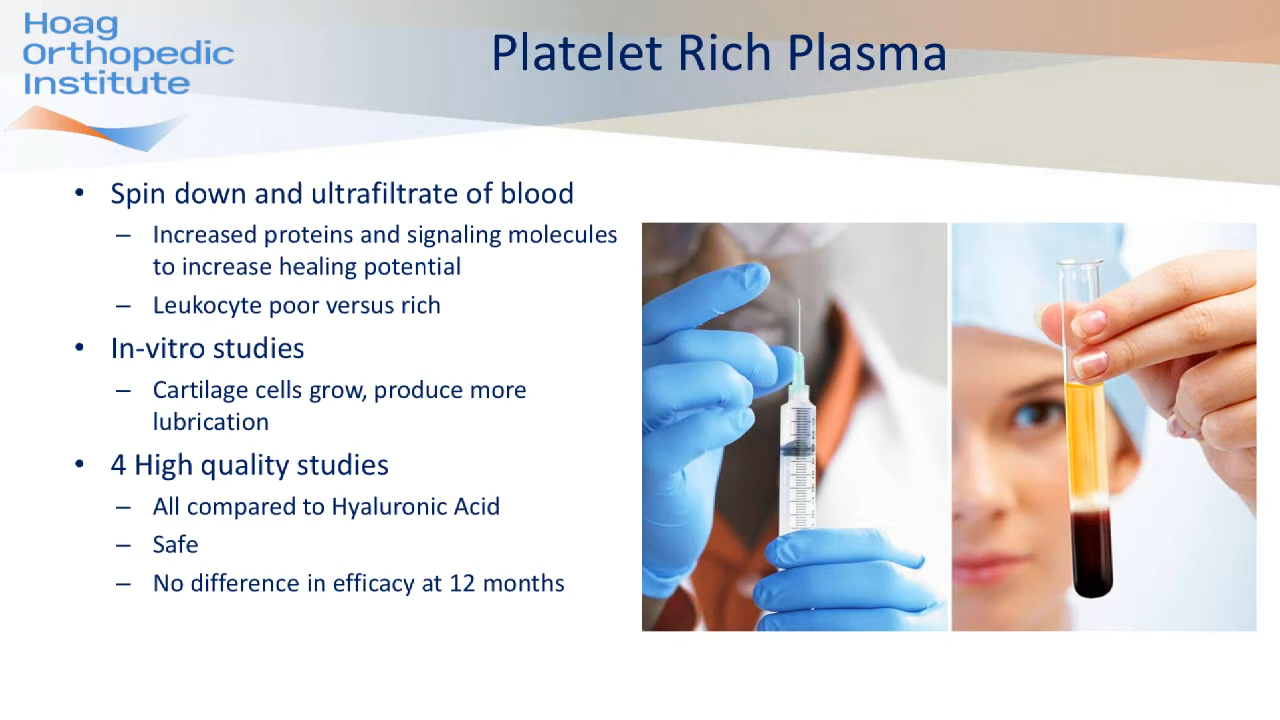 Hoag
Orthopedic
Institute
Platelet Rich Plasma
• Spin down and ultrafiltrate of blood
– Increased proteins and signaling molecules
to increase healing potential
– Leukocyte poor versus rich
• In-vitro studies
– Cartilage cells grow, produce more
lubrication
• 4 High quality studies
– All compared to Hyaluronic Acid
– Safe
– No difference in efficacy at 12 months